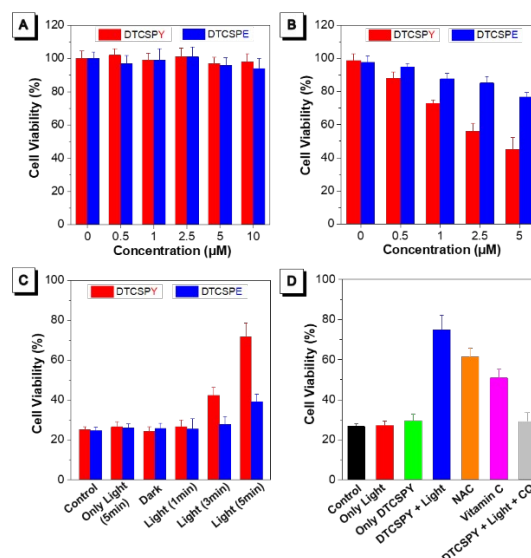 A
DTCSPY DTCSPE
120
100
80
60
40
20
0
Cell Viability (%)
0 0.5 1 2.5 5 10
Concentration (µM)
B
DTCSPY DTCSPE
120
100
80
60
40
20
0
Cell Viability (%)
0 0.5 1 2.5 5
Concentration (µM)
C
DTCSPY DTCSPE
100
80
60
40
20
0
Cell Viability (%)
Control
Only Light
(5min)
Dark
Light (1min)
Light (3min)
Light (5min)
D
100
80
60
40
20
0
Cell Viability (%)
Control
Only Light
Only DTCSPY
DTCSPY + Light
NAC
Vitamin C
DTCSPY + Light +